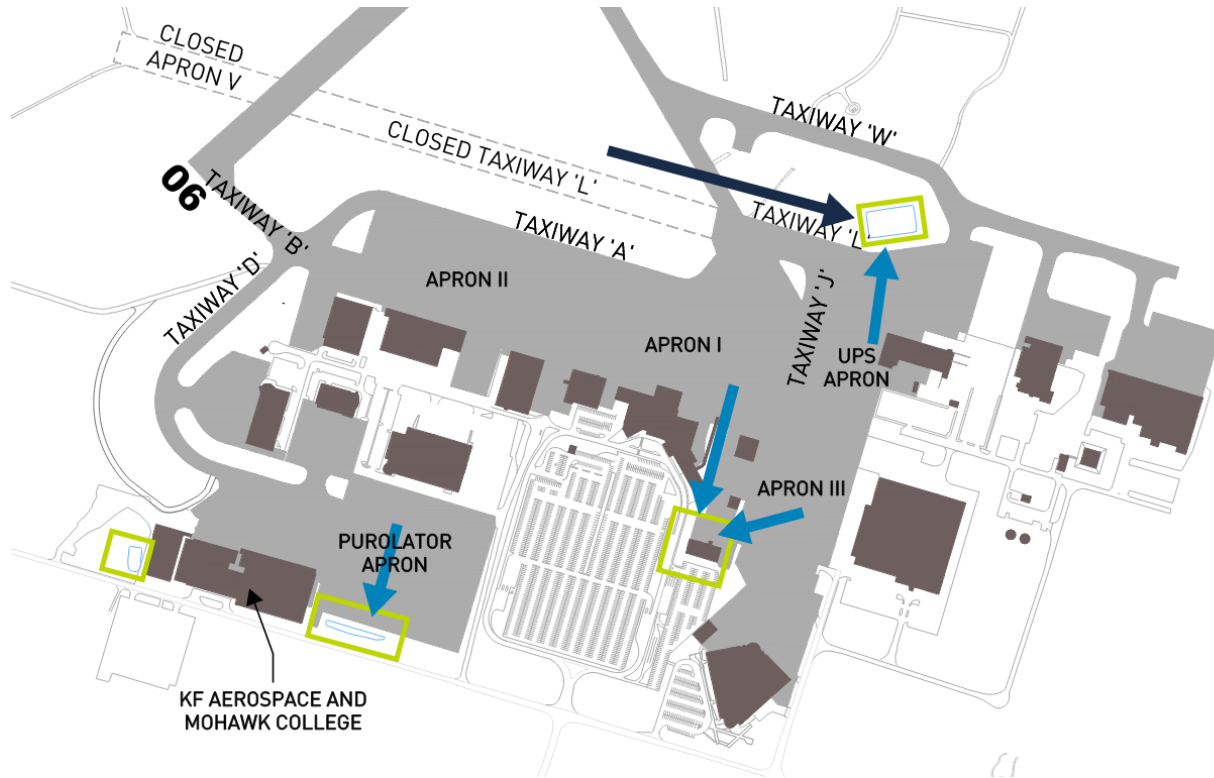 CLOSED
APRON V
CLOSED TAXIWAY 'L'
TAXIWAY 'W'
06
TAXIWAY 'B'
TAXIWAY 'L'
TAXIWAY 'A'
TAXIWAY 'D'
APRON II
TAXIWAY 'J'
APRON I
UPS
APRON
APRON III
PUROLATOR
APRON
KF AEROSPACE AND
MOHAWK COLLEGE